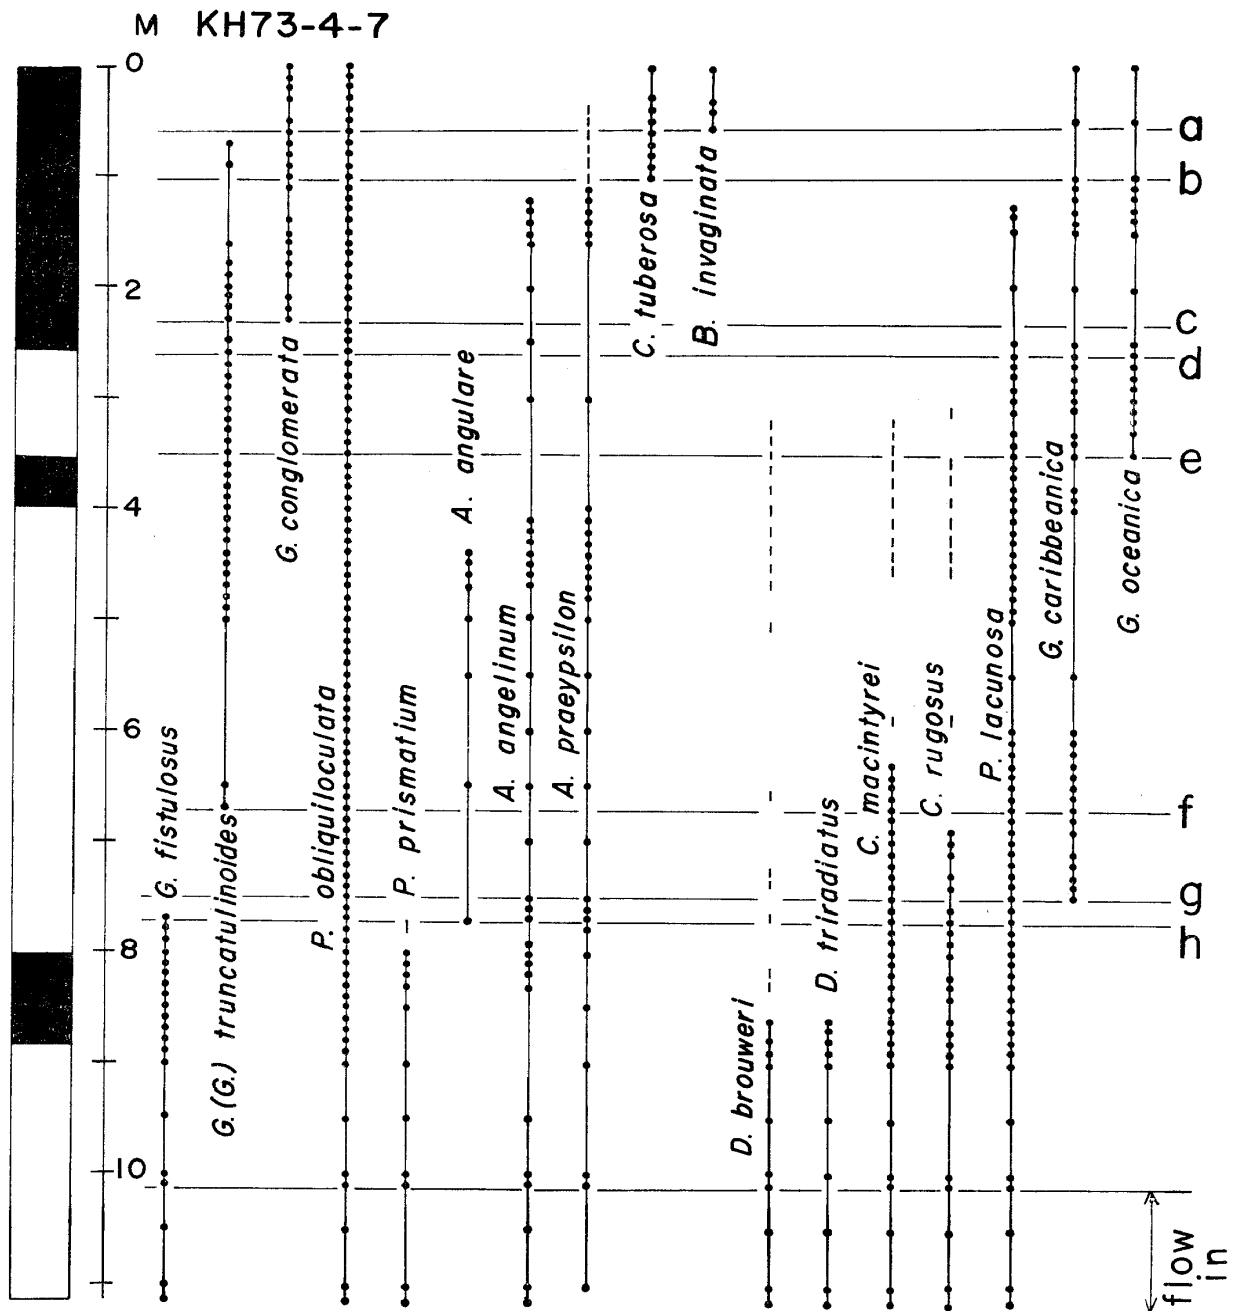 M KH73-4-7
0
2
4
6
8
10
G. fistulosus
G.(G.) truncatulinoides
G. conglomerata
P. obliquiloculata
P. prismatium
A. angulare
A. angelinum
A. praeypsilon
C. tuberosa
B. invaginata
D. brouweri
D. triradiatus
C. macintyrei
C. rugosus
P. lacunosa
G. caribbeanica
G. oceanica
a
b
c
d
e
f
g
h
flow
in